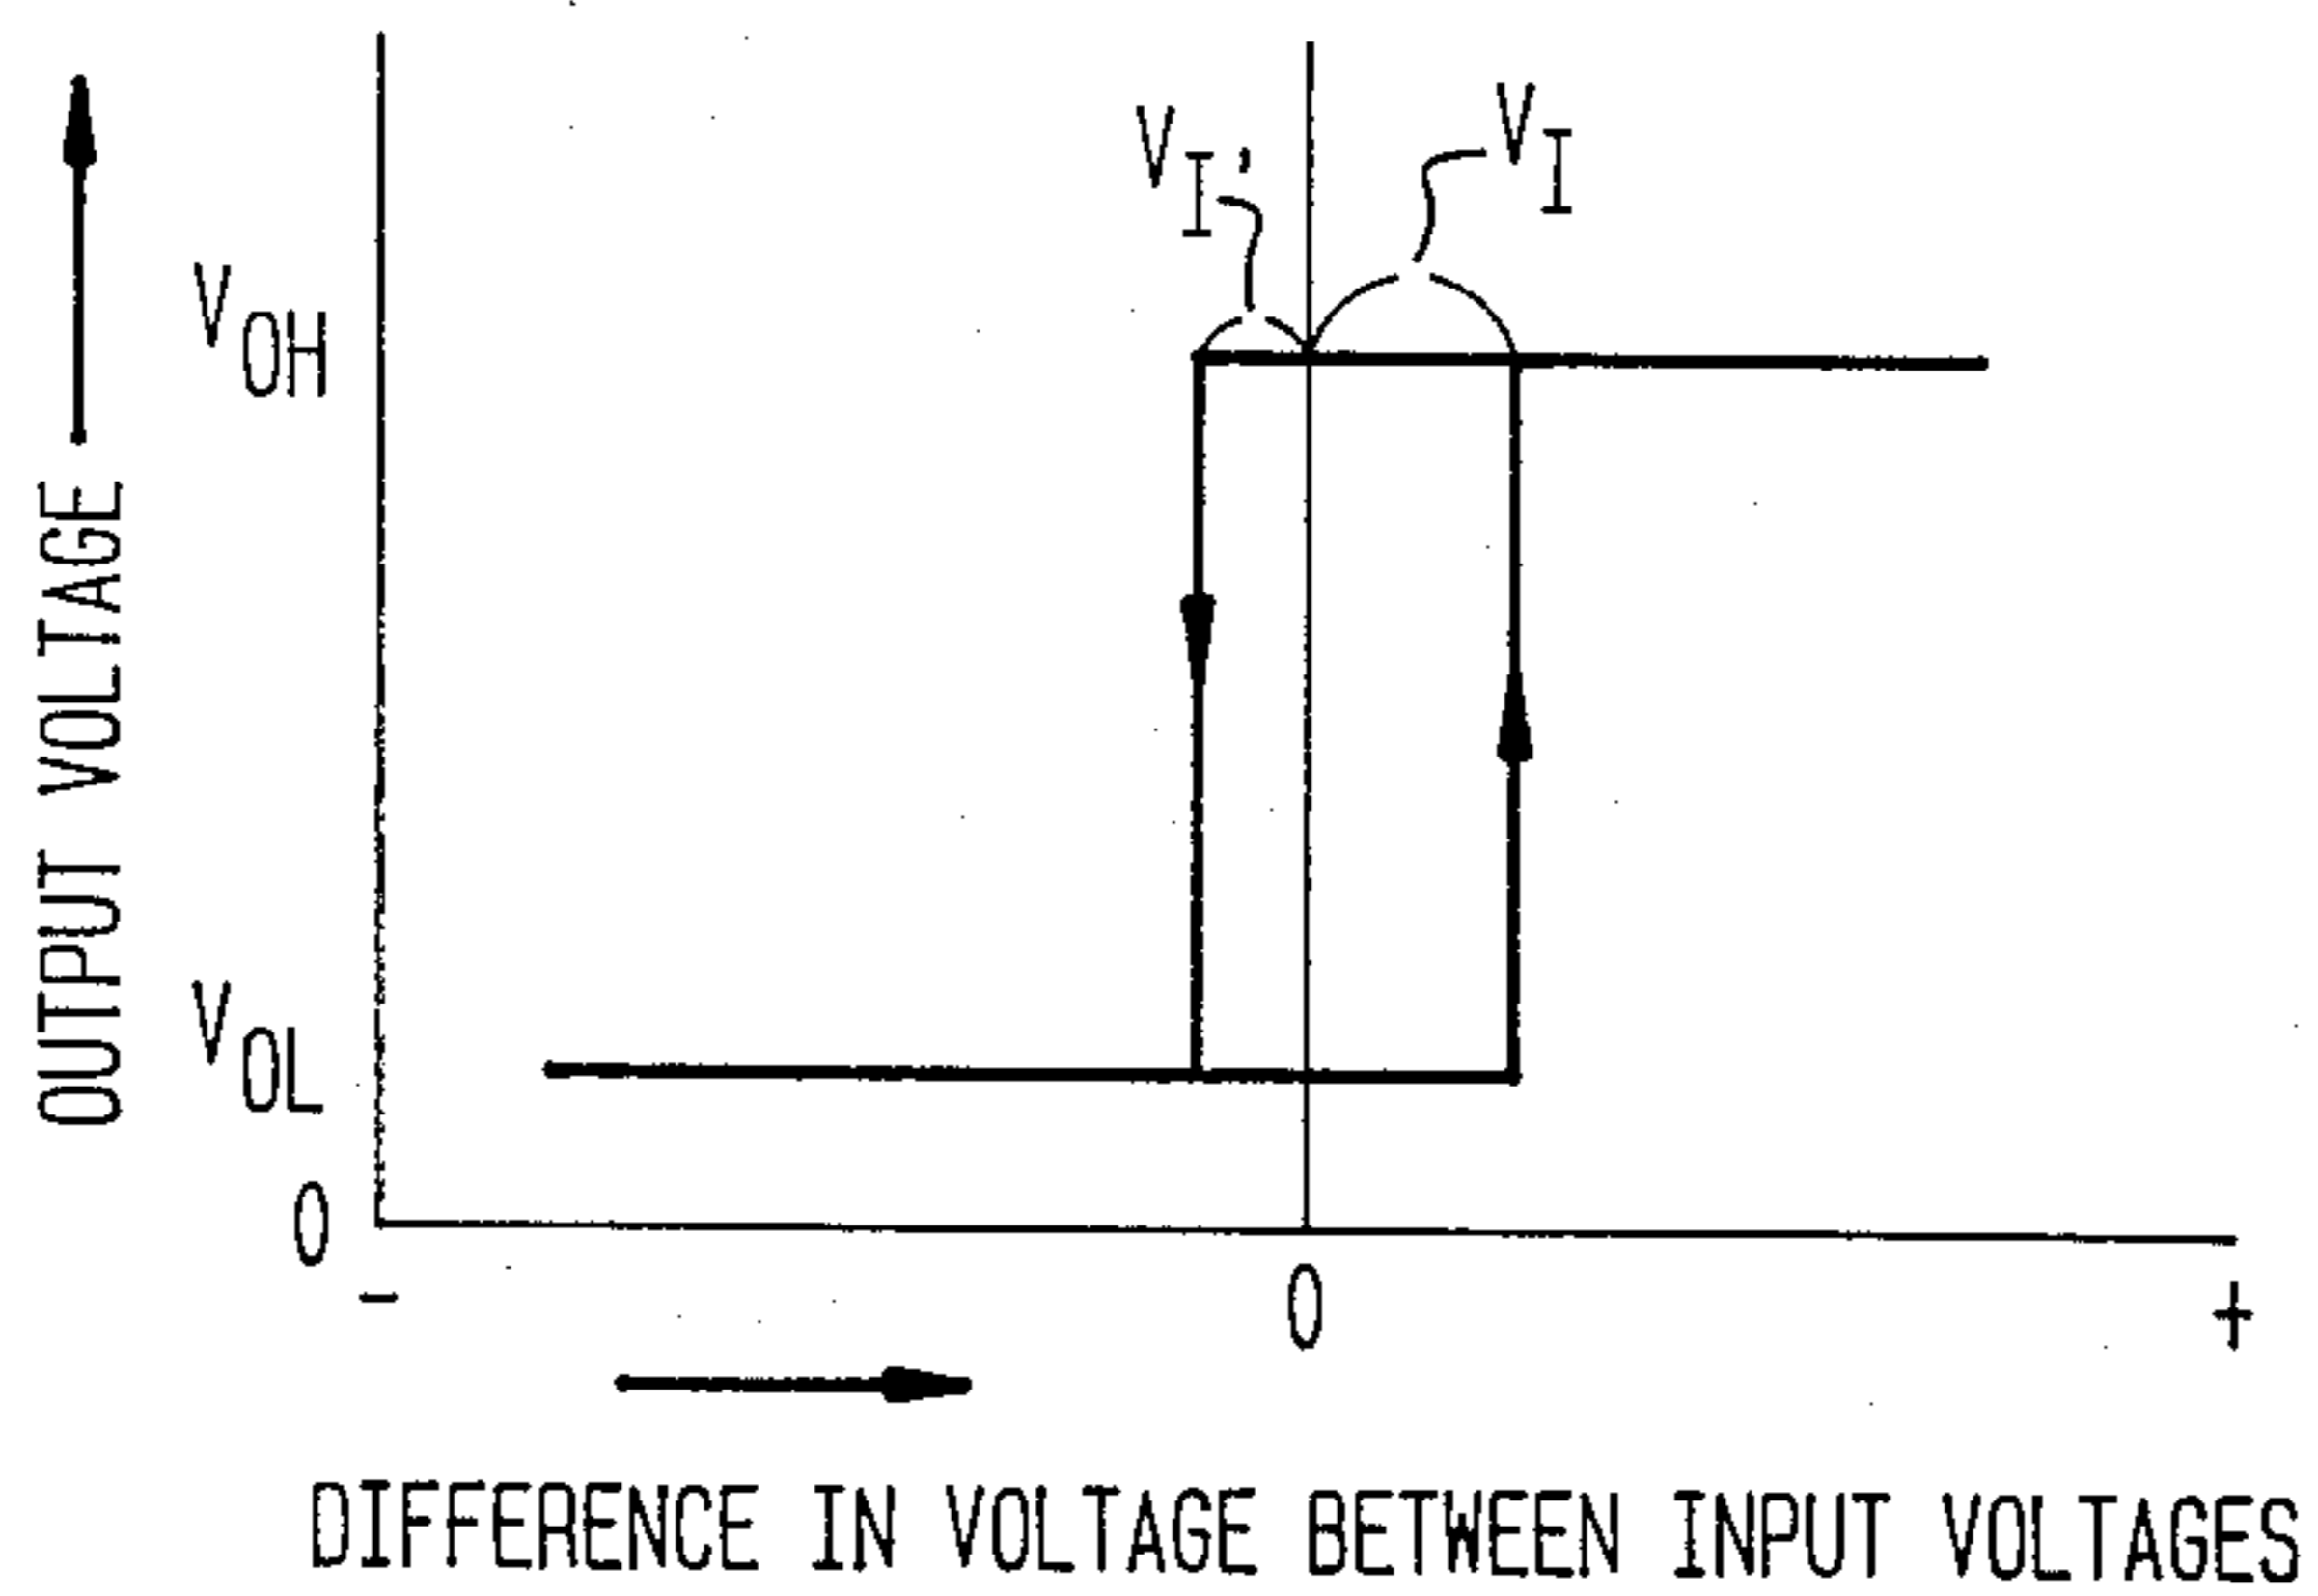 V_I
V_I'
V_OH
OUTPUT VOLTAGE
V_OL
0
-
0
+
DIFFERENCE IN VOLTAGE BETWEEN INPUT VOLTAGES